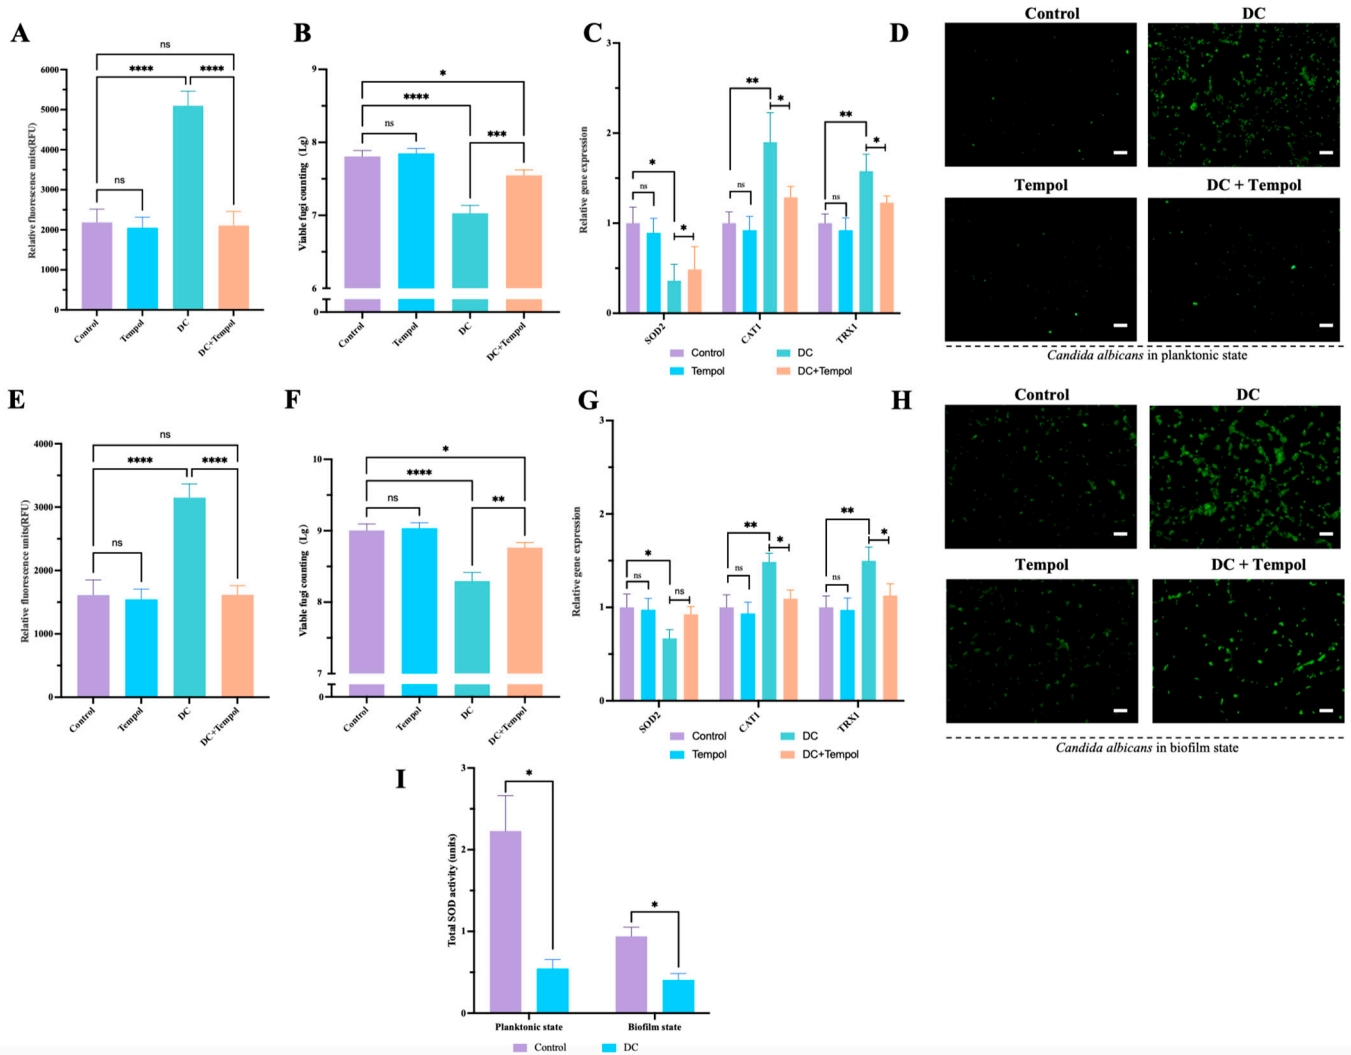 A
ns
****
****
ns
Relative fluorescence units(RFU)
6000
5000
4000
3000
2000
1000
0
Control
Tempol
DC
DC+Tempol
B
*
****
ns
***
Viable fugi counting (Lg)
9
8
7
6
0
Control
Tempol
DC
DC+Tempol
C
**
*
**
*
*
ns
*
ns
ns
Relative gene expression
3
2
1
0
SOD2
CAT1
TRX1
Control
DC
Tempol
DC+Tempol
D
Control
DC
Tempol
DC + Tempol
Candida albicans in planktonic state
E
ns
****
****
ns
Relative fluorescence units(RFU)
4000
3000
2000
1000
0
Control
Tempol
DC
DC+Tempol
F
*
****
ns
**
Viable fugi counting (Lg)
10
9
8
7
0
Control
Tempol
DC
DC+Tempol
G
**
*
**
*
*
ns
ns
ns
ns
Relative gene expression
3
2
1
0
SOD2
CAT1
TRX1
Control
DC
Tempol
DC+Tempol
H
Control
DC
Tempol
DC + Tempol
Candida albicans in biofilm state
I
*
*
Total SOD activity (units)
3
2
1
0
Planktonic state
Biofilm state
Control
DC